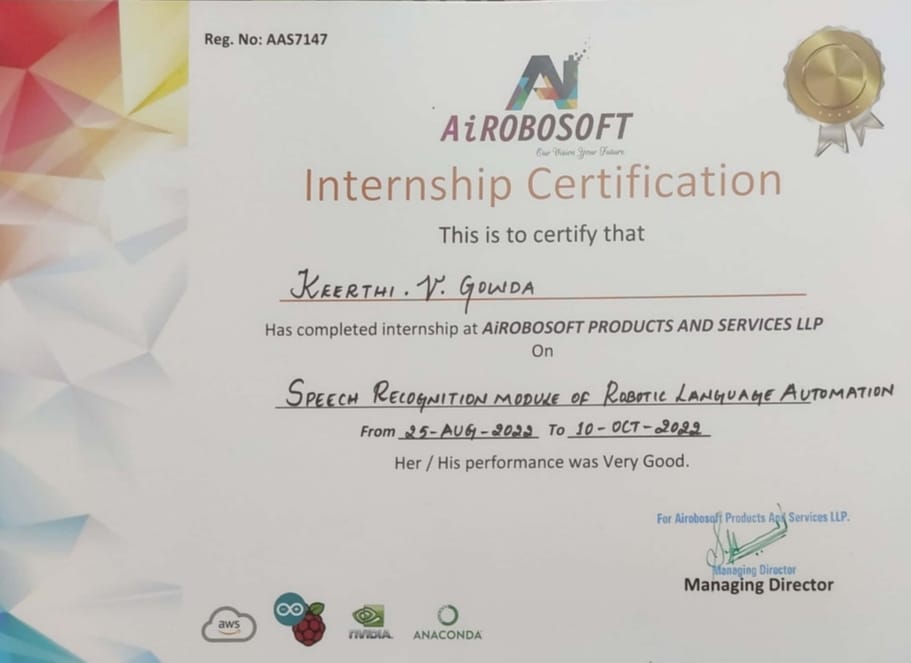 Reg. No: AAS7147
AiROBOSOFT
Our Vision Your Future
Internship Certification
This is to certify that
KEERTHI. V. GOWDA
Has completed internship at AiROBOSOFT PRODUCTS AND SERVICES LLP
On
SPEECH RECOGNITION MODULE OF ROBOTIC LANGUAGE AUTOMATION
From 25-AUG-2022 To 10-OCT-2022
Her / His performance was Very Good.
For Airobosoft Products And Services LLP.
Managing Director
Managing Director
aws
NVIDIA.
ANACONDA